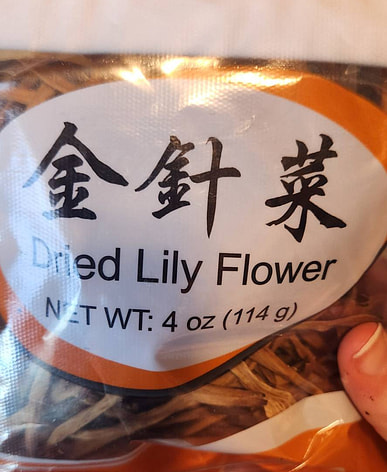 金針菜
Dried Lily Flower
NET WT: 4 oz (114 g)